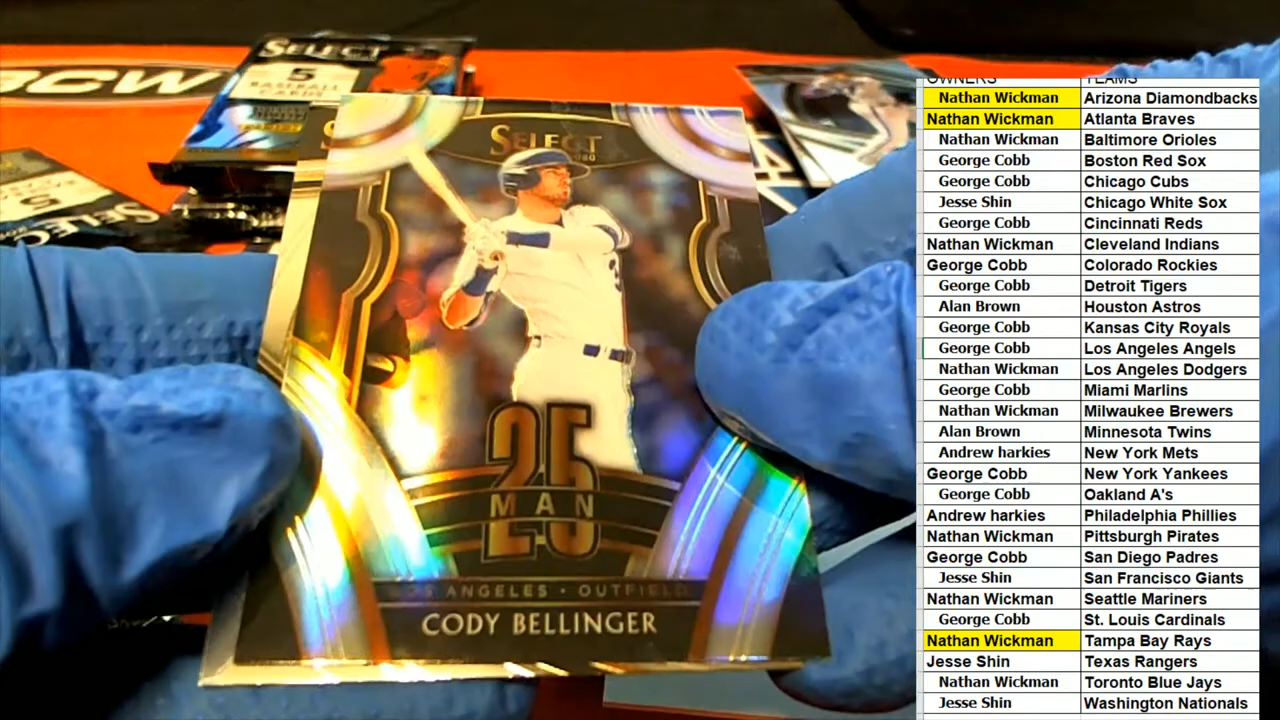 BCW
SELECT
5
BASEBALL
CARDS
SELECT
LOS ANGELES • OUTFIELD
25
MAN
CODY BELLINGER
OWNERS TEAMS
Nathan Wickman Arizona Diamondbacks
Nathan Wickman Atlanta Braves
Nathan Wickman Baltimore Orioles
George Cobb Boston Red Sox
George Cobb Chicago Cubs
Jesse Shin Chicago White Sox
George Cobb Cincinnati Reds
Nathan Wickman Cleveland Indians
George Cobb Colorado Rockies
George Cobb Detroit Tigers
Alan Brown Houston Astros
George Cobb Kansas City Royals
George Cobb Los Angeles Angels
Nathan Wickman Los Angeles Dodgers
George Cobb Miami Marlins
Nathan Wickman Milwaukee Brewers
Alan Brown Minnesota Twins
Andrew harkies New York Mets
George Cobb New York Yankees
George Cobb Oakland A's
Andrew harkies Philadelphia Phillies
Nathan Wickman Pittsburgh Pirates
George Cobb San Diego Padres
Jesse Shin San Francisco Giants
Nathan Wickman Seattle Mariners
George Cobb St. Louis Cardinals
Nathan Wickman Tampa Bay Rays
Jesse Shin Texas Rangers
Nathan Wickman Toronto Blue Jays
Jesse Shin Washington Nationals